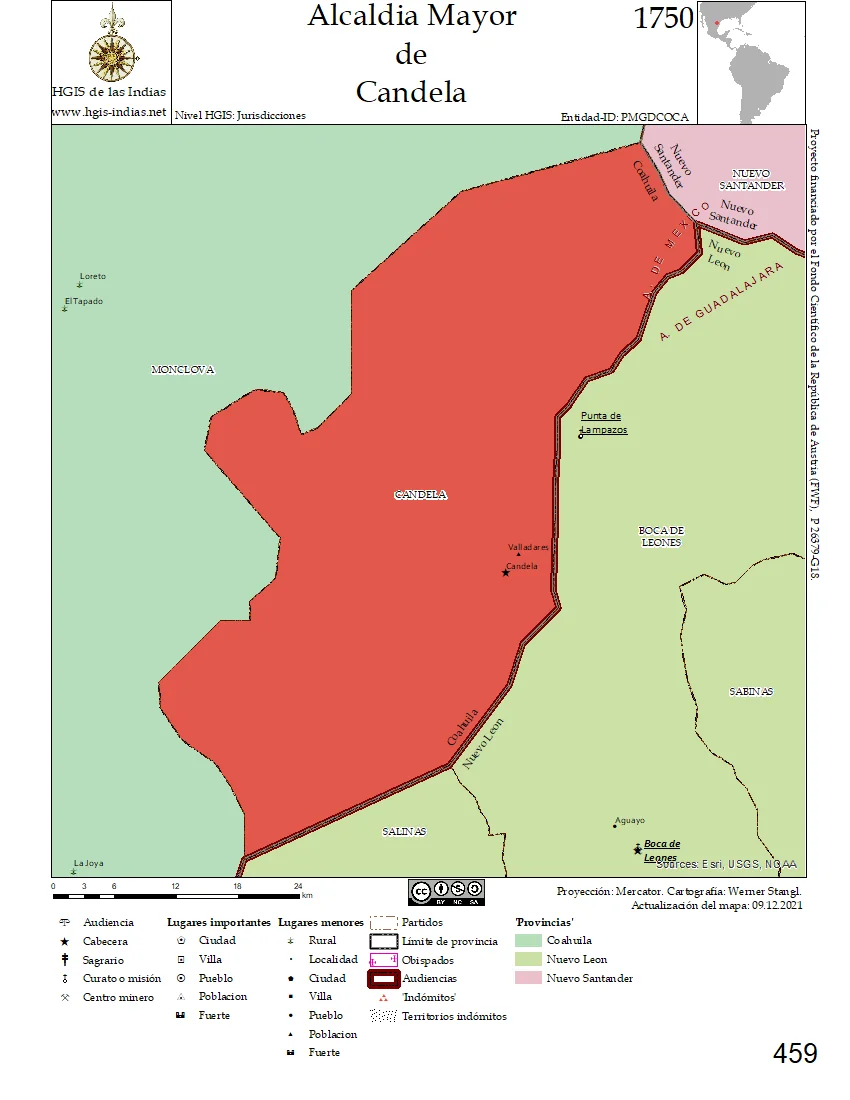 Alcaldia Mayor
de
Candela
1750
HGIS de las Indias
www.hgis-indias.net
Nivel HGIS: Jurisdicciones
Entidad-ID: PMGDCOCA
Proyecto financiado por el Fondo Científico de la República de Austria (FWF), P 26379-G18.
Nuevo
Santander
Coahuila
NUEVO
SANTANDER
Nuevo
Santander
Nuevo
Leon
A. DE MEXICO
A. DE GUADALAJARA
Loreto
El Tapado
MONCLOVA
Punta de
Lampazos
CANDELA
BOCA DE
LEONES
Valladares
Candela
SABINAS
Coahuila
Nuevo Leon
SALINAS
Aguayo
Boca de
Leones
La Joya
Sources: Esri, USGS, NOAA
0 3 6 12 18 24
km
CC BY NC SA
Proyección: Mercator. Cartografía: Werner Stangl.
Actualización del mapa: 09.12.2021
Audiencia
Cabecera
Sagrario
Curato o misión
Centro minero
Lugares importantes
Ciudad
Villa
Pueblo
Poblacion
Fuerte
Lugares menores
Rural
Localidad
Ciudad
Villa
Pueblo
Poblacion
Fuerte
Partidos
Límite de provincia
Obispados
Audiencias
'Indómitos'
Territorios indómitos
'Provincias'
Coahuila
Nuevo Leon
Nuevo Santander
459